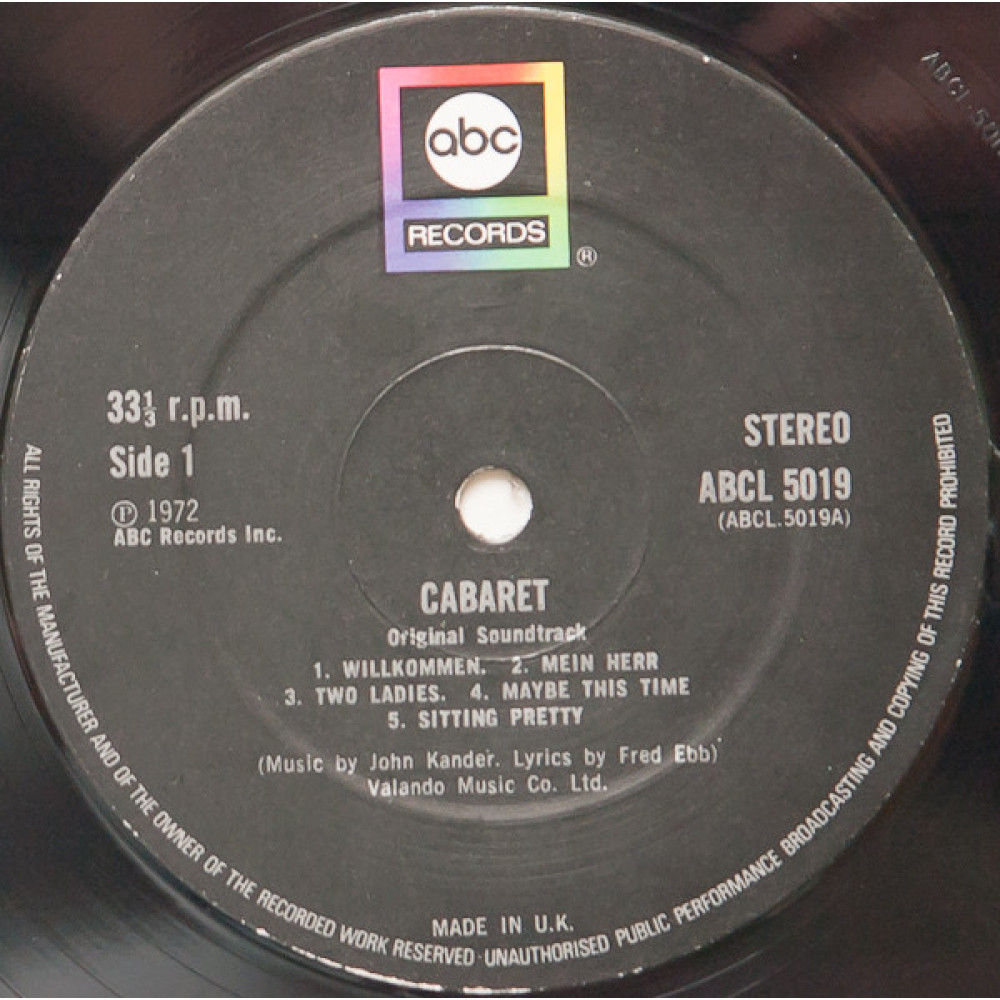 abc
RECORDS
®
ABCL·501
33⅓ r.p.m.
Side 1
Ⓟ 1972
ABC Records Inc.
STEREO
ABCL 5019
(ABCL.5019A)
CABARET
Original Soundtrack
1. WILLKOMMEN. 2. MEIN HERR
3. TWO LADIES. 4. MAYBE THIS TIME
5. SITTING PRETTY
(Music by John Kander. Lyrics by Fred Ebb)
Valando Music Co. Ltd.
MADE IN U.K.
ALL RIGHTS OF THE MANUFACTURER AND OF THE OWNER OF THE RECORDED WORK RESERVED · UNAUTHORISED PUBLIC PERFORMANCE BROADCASTING AND COPYING OF THIS RECORD PROHIBITED